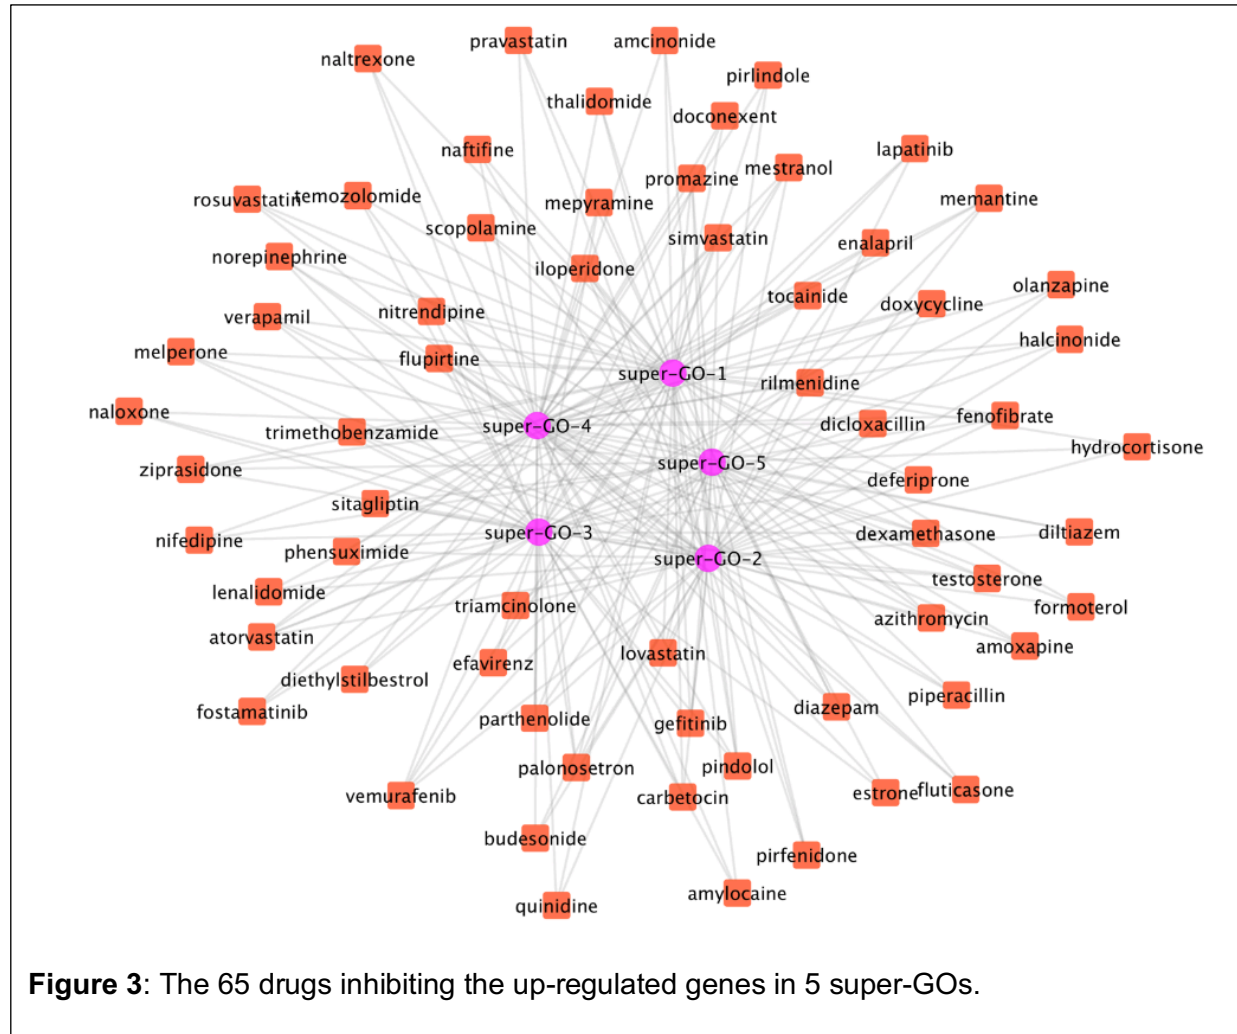 pravastatin
amcinonide
naltrexone
pirlindole
thalidomide
doconexent
naftifine
lapatinib
mestranol
promazine
rosuvastatin
temozolomide
mepyramine
memantine
scopolamine
simvastatin
enalapril
norepinephrine
iloperidone
olanzapine
tocainide
doxycycline
verapamil
nitrendipine
halcinonide
melperone
flupirtine
super-GO-1
rilmenidine
naloxone
trimethobenzamide
super-GO-4
dicloxacillin
fenofibrate
hydrocortisone
ziprasidone
super-GO-5
deferiprone
sitagliptin
nifedipine
phensuximide
super-GO-3
dexamethasone
diltiazem
super-GO-2
testosterone
lenalidomide
triamcinolone
formoterol
azithromycin
atorvastatin
amoxapine
lovastatin
efavirenz
diethylstilbestrol
piperacillin
fostamatinib
parthenolide
gefitinib
diazepam
palonosetron
pindolol
vemurafenib
carbetocin
estrone
fluticasone
budesonide
pirfenidone
amylocaine
quinidine
Figure 3: The 65 drugs inhibiting the up-regulated genes in 5 super-GOs.